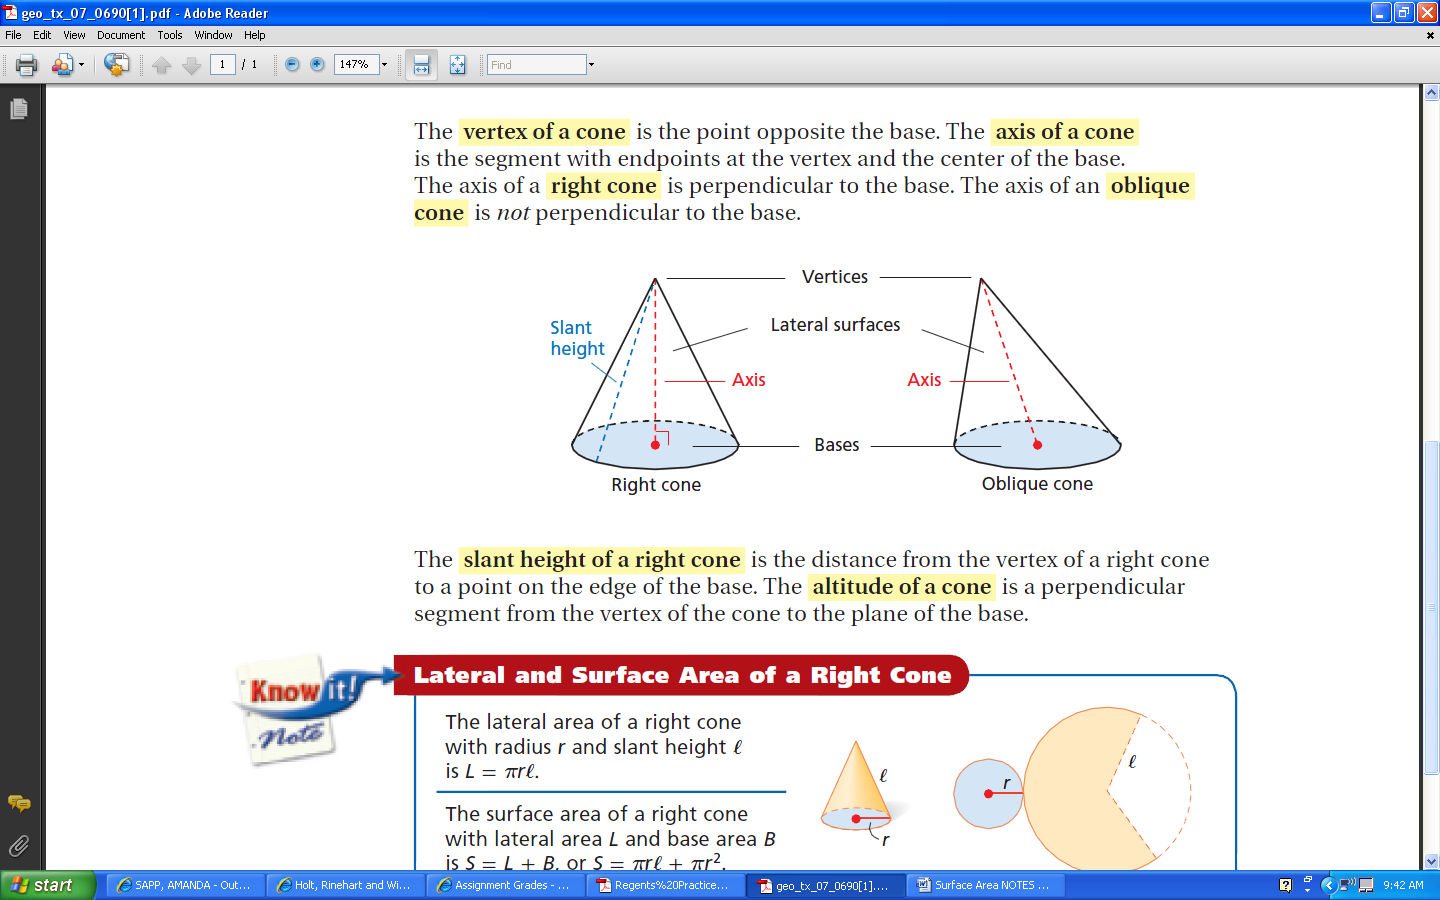 geo_tx_07_0690[1].pdf - Adobe Reader
File Edit View Document Tools Window Help
1 / 1 147% Find
The vertex of a cone is the point opposite the base. The axis of a cone
is the segment with endpoints at the vertex and the center of the base.
The axis of a right cone is perpendicular to the base. The axis of an oblique
cone is not perpendicular to the base.
Vertices
Slant
height
Lateral surfaces
Axis
Axis
Bases
Right cone
Oblique cone
The slant height of a right cone is the distance from the vertex of a right cone
to a point on the edge of the base. The altitude of a cone is a perpendicular
segment from the vertex of the cone to the plane of the base.
Know it!
Note
Lateral and Surface Area of a Right Cone
The lateral area of a right cone
with radius r and slant height ℓ
is L = πrℓ.
The surface area of a right cone
with lateral area L and base area B
is S = L + B, or S = πrℓ + πr².
ℓ
r
r
ℓ
start SAPP, AMANDA - Out... Holt, Rinehart and Wi... Assignment Grades - ... Regents%20Practice... geo_tx_07_0690[1].... Surface Area NOTES ... 9:42 AM